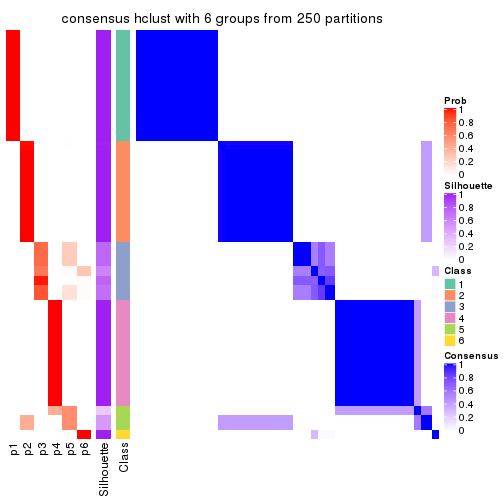 consensus hclust with 6 groups from 250 partitions
Prob
1
0.8
0.6
0.4
0.2
0
Silhouette
1
0.8
0.6
0.4
0.2
0
Class
1
2
3
4
5
6
Consensus
1
0.8
0.6
0.4
0.2
0
p1
p2
p3
p4
p5
p6
Silhouette
Class